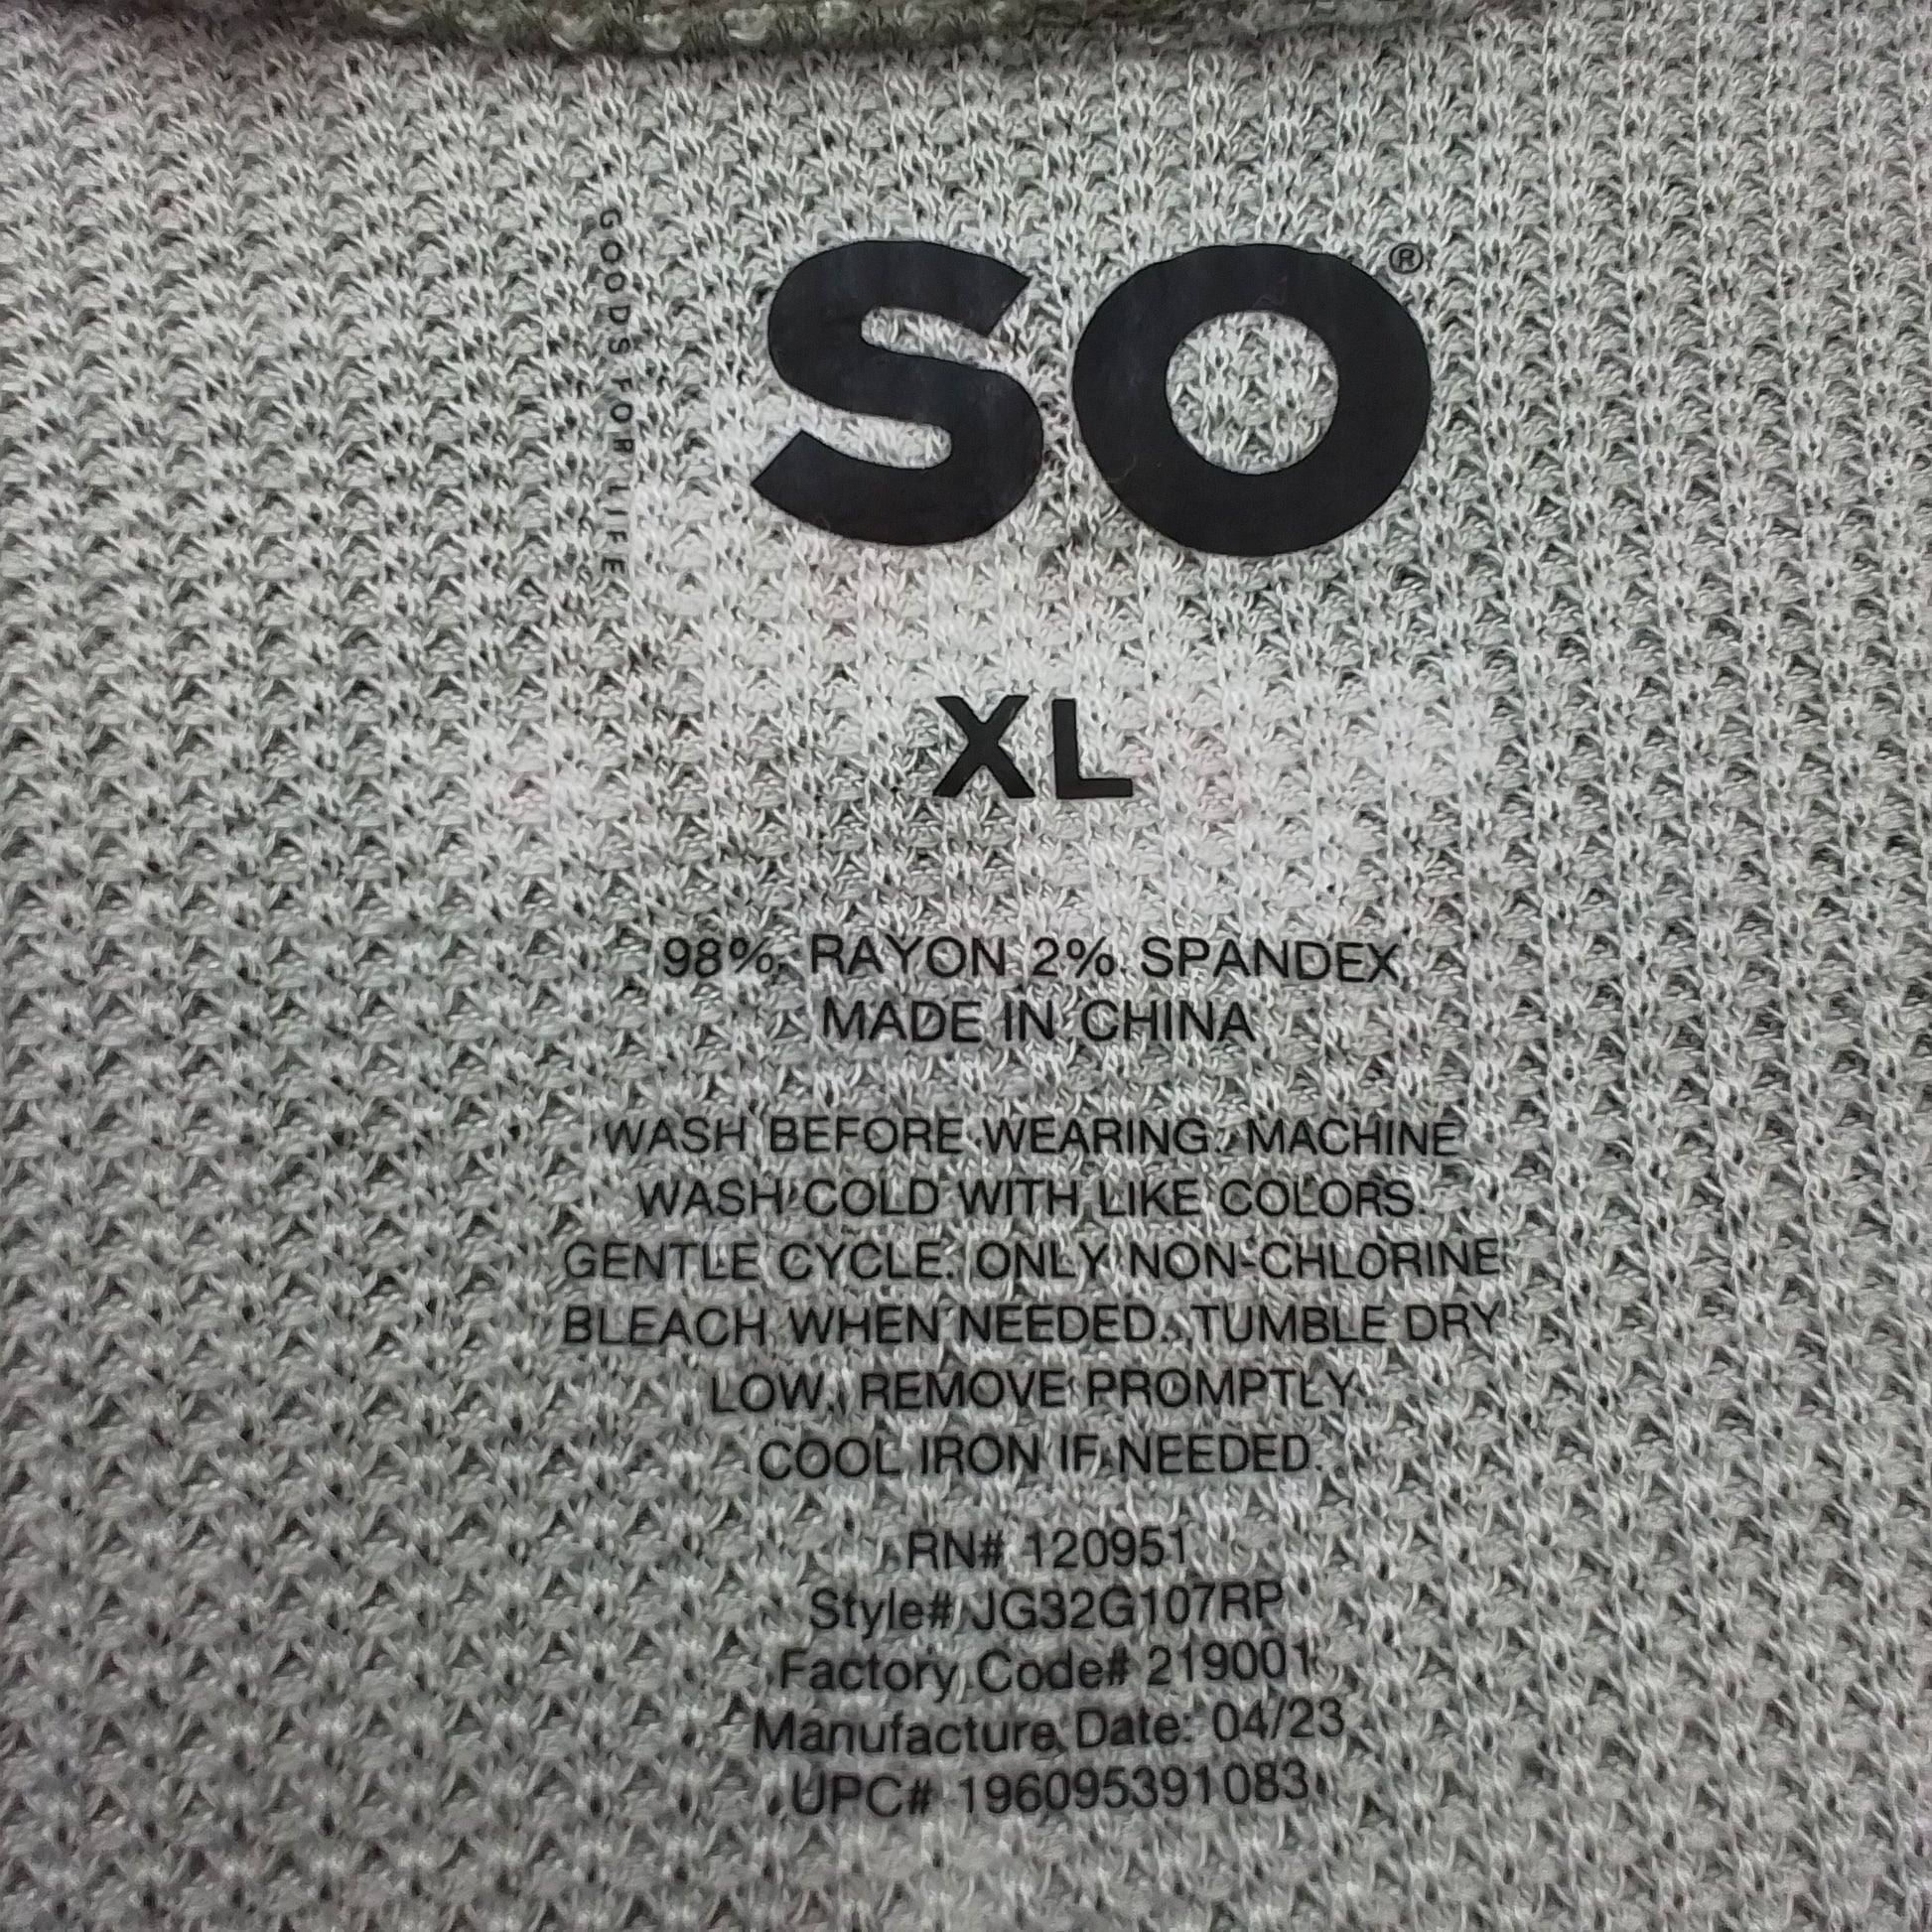 GOODS FOR LIFE
SO®
XL
98% RAYON 2% SPANDEX
MADE IN CHINA
WASH BEFORE WEARING. MACHINE
WASH COLD WITH LIKE COLORS.
GENTLE CYCLE. ONLY NON-CHLORINE
BLEACH WHEN NEEDED. TUMBLE DRY
LOW, REMOVE PROMPTLY.
COOL IRON IF NEEDED.
RN# 120951
Style# JG32G107RP
Factory Code# 219001
Manufacture Date: 04/23
UPC# 196095391083